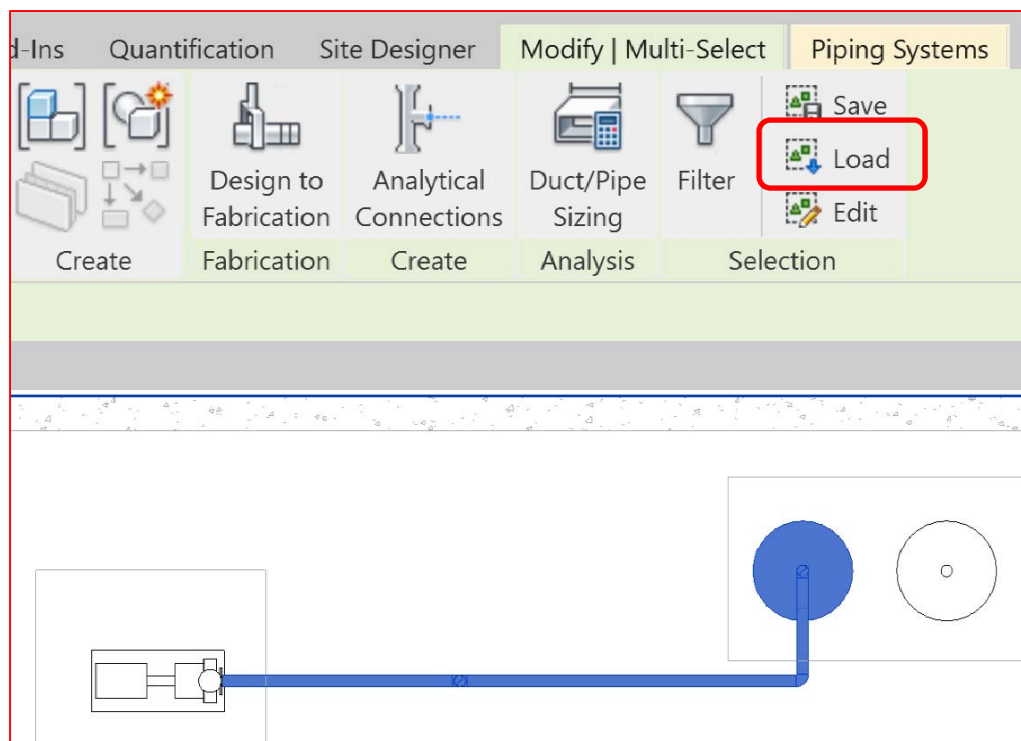 d-Ins Quantification Site Designer Modify | Multi-Select Piping Systems
Save
Load
Edit
Design to
Fabrication
Analytical
Connections
Duct/Pipe
Sizing
Filter
Create Fabrication Create Analysis Selection